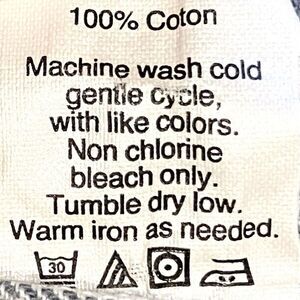 100% Coton
Machine wash cold
gentle cycle,
with like colors.
Non chlorine
bleach only.
Tumble dry low.
Warm iron as needed.
30